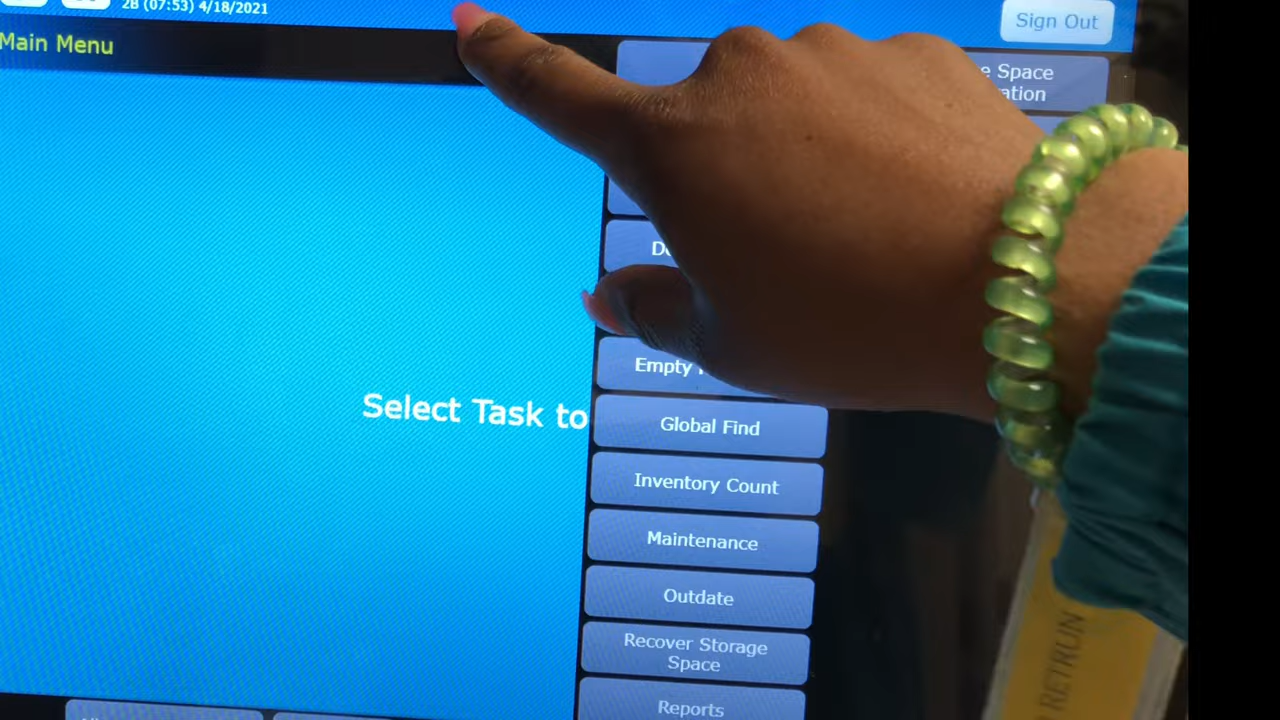 28 (07:53) 4/18/2021
Sign Out
Main Menu
e Space
ation
Empty
Select Task to
Global Find
Inventory Count
Maintenance
Outdate
Recover Storage
Space
Reports
RETRUN